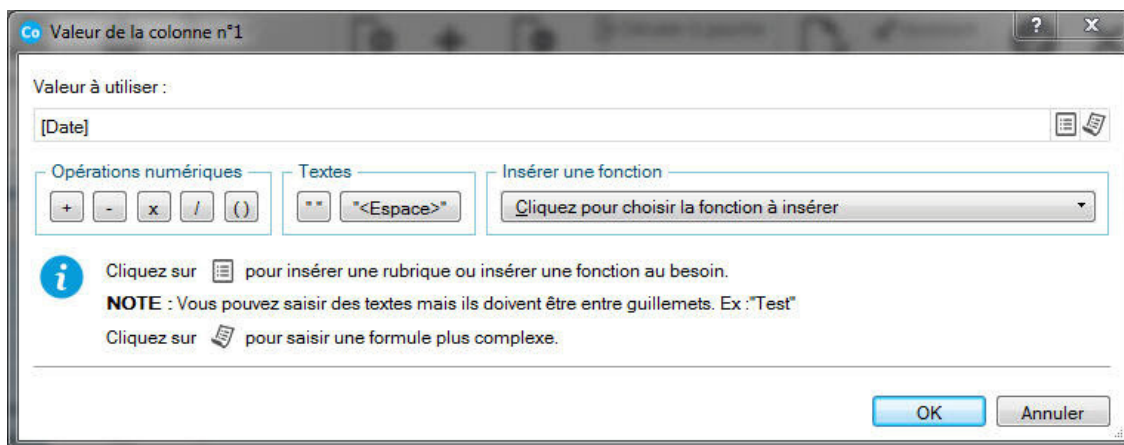 Co Valeur de la colonne n°1
?
X
Valeur à utiliser :
[Date]
Opérations numériques
Textes
Insérer une fonction
+ - x / ( )
" " "<Espace>"
Cliquez pour choisir la fonction à insérer
i
Cliquez sur pour insérer une rubrique ou insérer une fonction au besoin.
NOTE : Vous pouvez saisir des textes mais ils doivent être entre guillemets. Ex :"Test"
Cliquez sur pour saisir une formule plus complexe.
OK Annuler